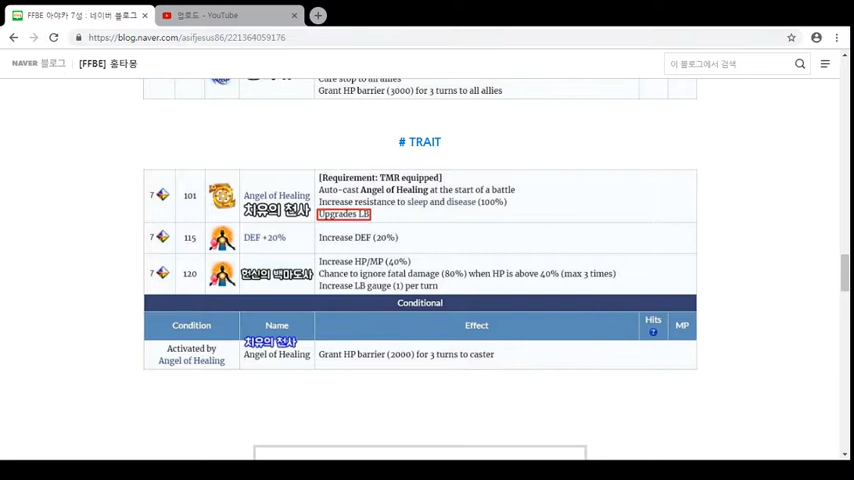 FFBE 아야카 7성 : 네이버 블로그
업로드 - YouTube
https://blog.naver.com/asifjesus86/221364059176
NAVER 블로그
[FFBE] 홀타몽
이 블로그에서 검색
Cure stop to all allies
Grant HP barrier (3000) for 3 turns to all allies
# TRAIT
7 101 Angel of Healing
치유의 천사
[Requirement: TMR equipped]
Auto-cast Angel of Healing at the start of a battle
Increase resistance to sleep and disease (100%)
Upgrades LB
7 115 DEF +20% Increase DEF (20%)
7 120 헌신의 백마도사
Increase HP/MP (40%)
Chance to ignore fatal damage (80%) when HP is above 40% (max 3 times)
Increase LB gauge (1) per turn
Conditional
Condition Name Effect Hits ? MP
치유의 천사
Activated by
Angel of Healing
Angel of Healing
Grant HP barrier (2000) for 3 turns to caster